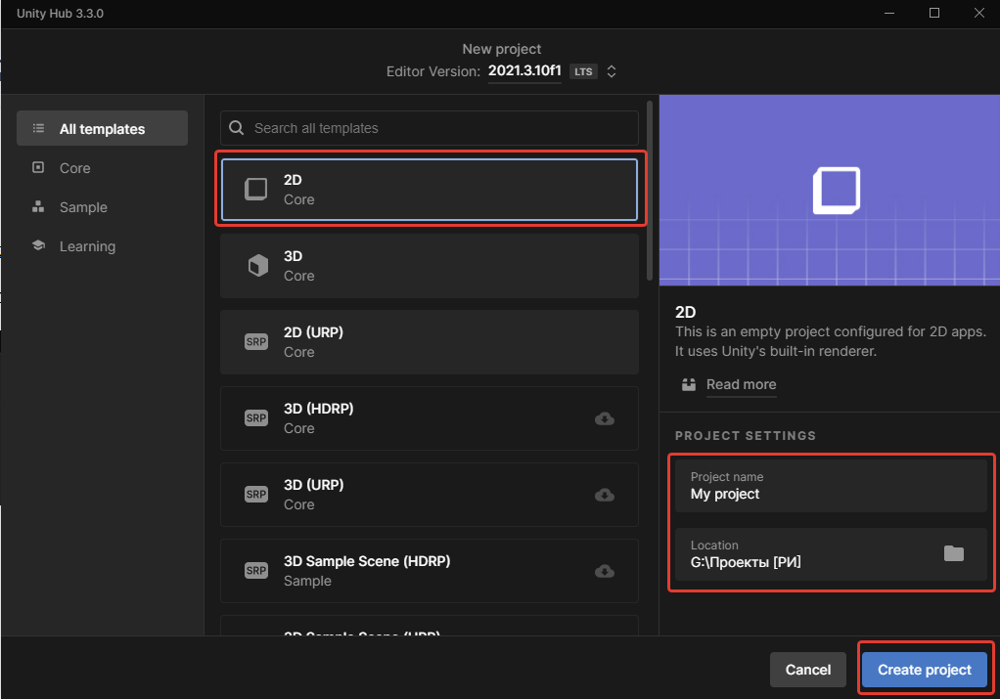 Unity Hub 3.3.0
New project
Editor Version: 2021.3.10f1 LTS
All templates
Core
Sample
Learning
Search all templates
2D
Core
3D
Core
SRP
2D (URP)
Core
SRP
3D (HDRP)
Core
SRP
3D (URP)
Core
SRP
3D Sample Scene (HDRP)
Sample
2D
This is an empty project configured for 2D apps.
It uses Unity's built-in renderer.
Read more
PROJECT SETTINGS
Project name
My project
Location
G:\Проекты [РИ]
Cancel
Create project